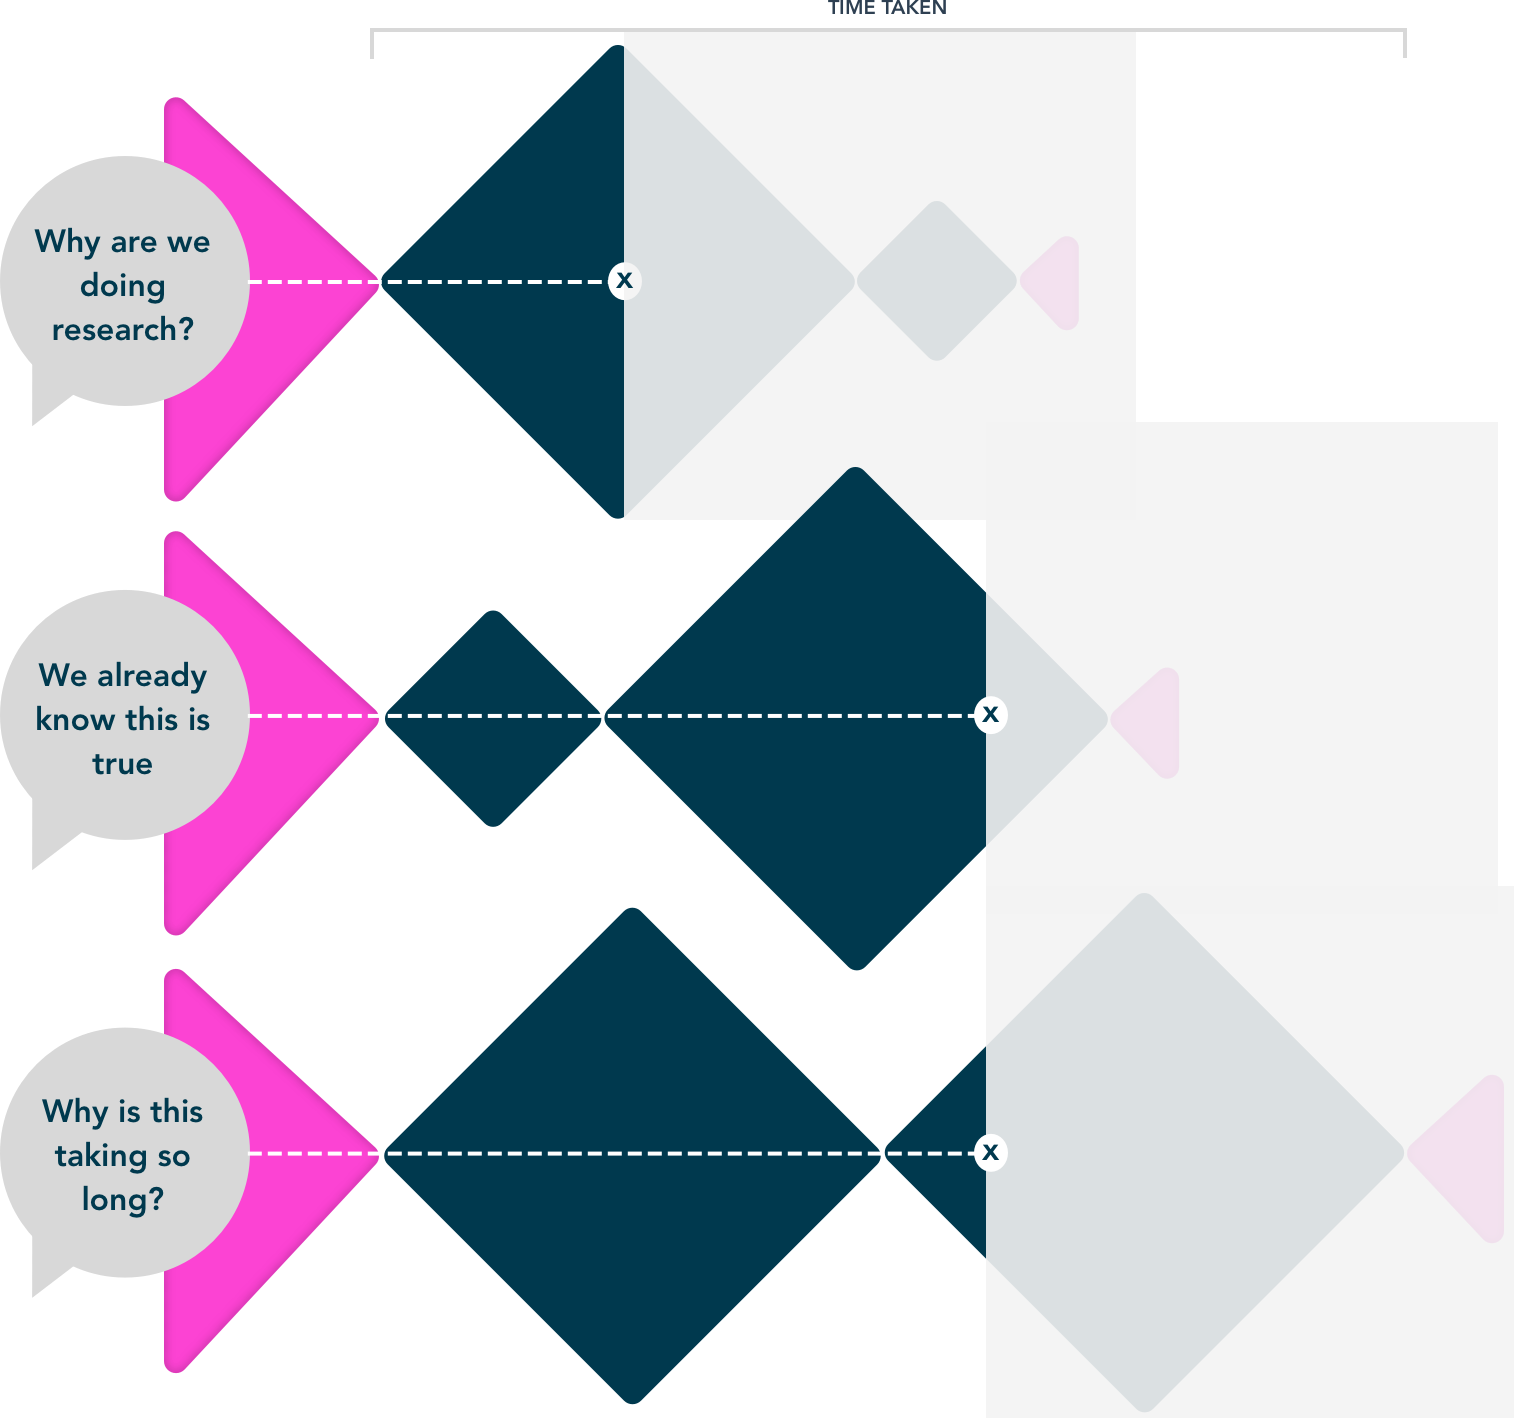 TIME TAKEN
Why are we
doing
research?
x
We already
know this is
true
x
Why is this
taking so
long?
x